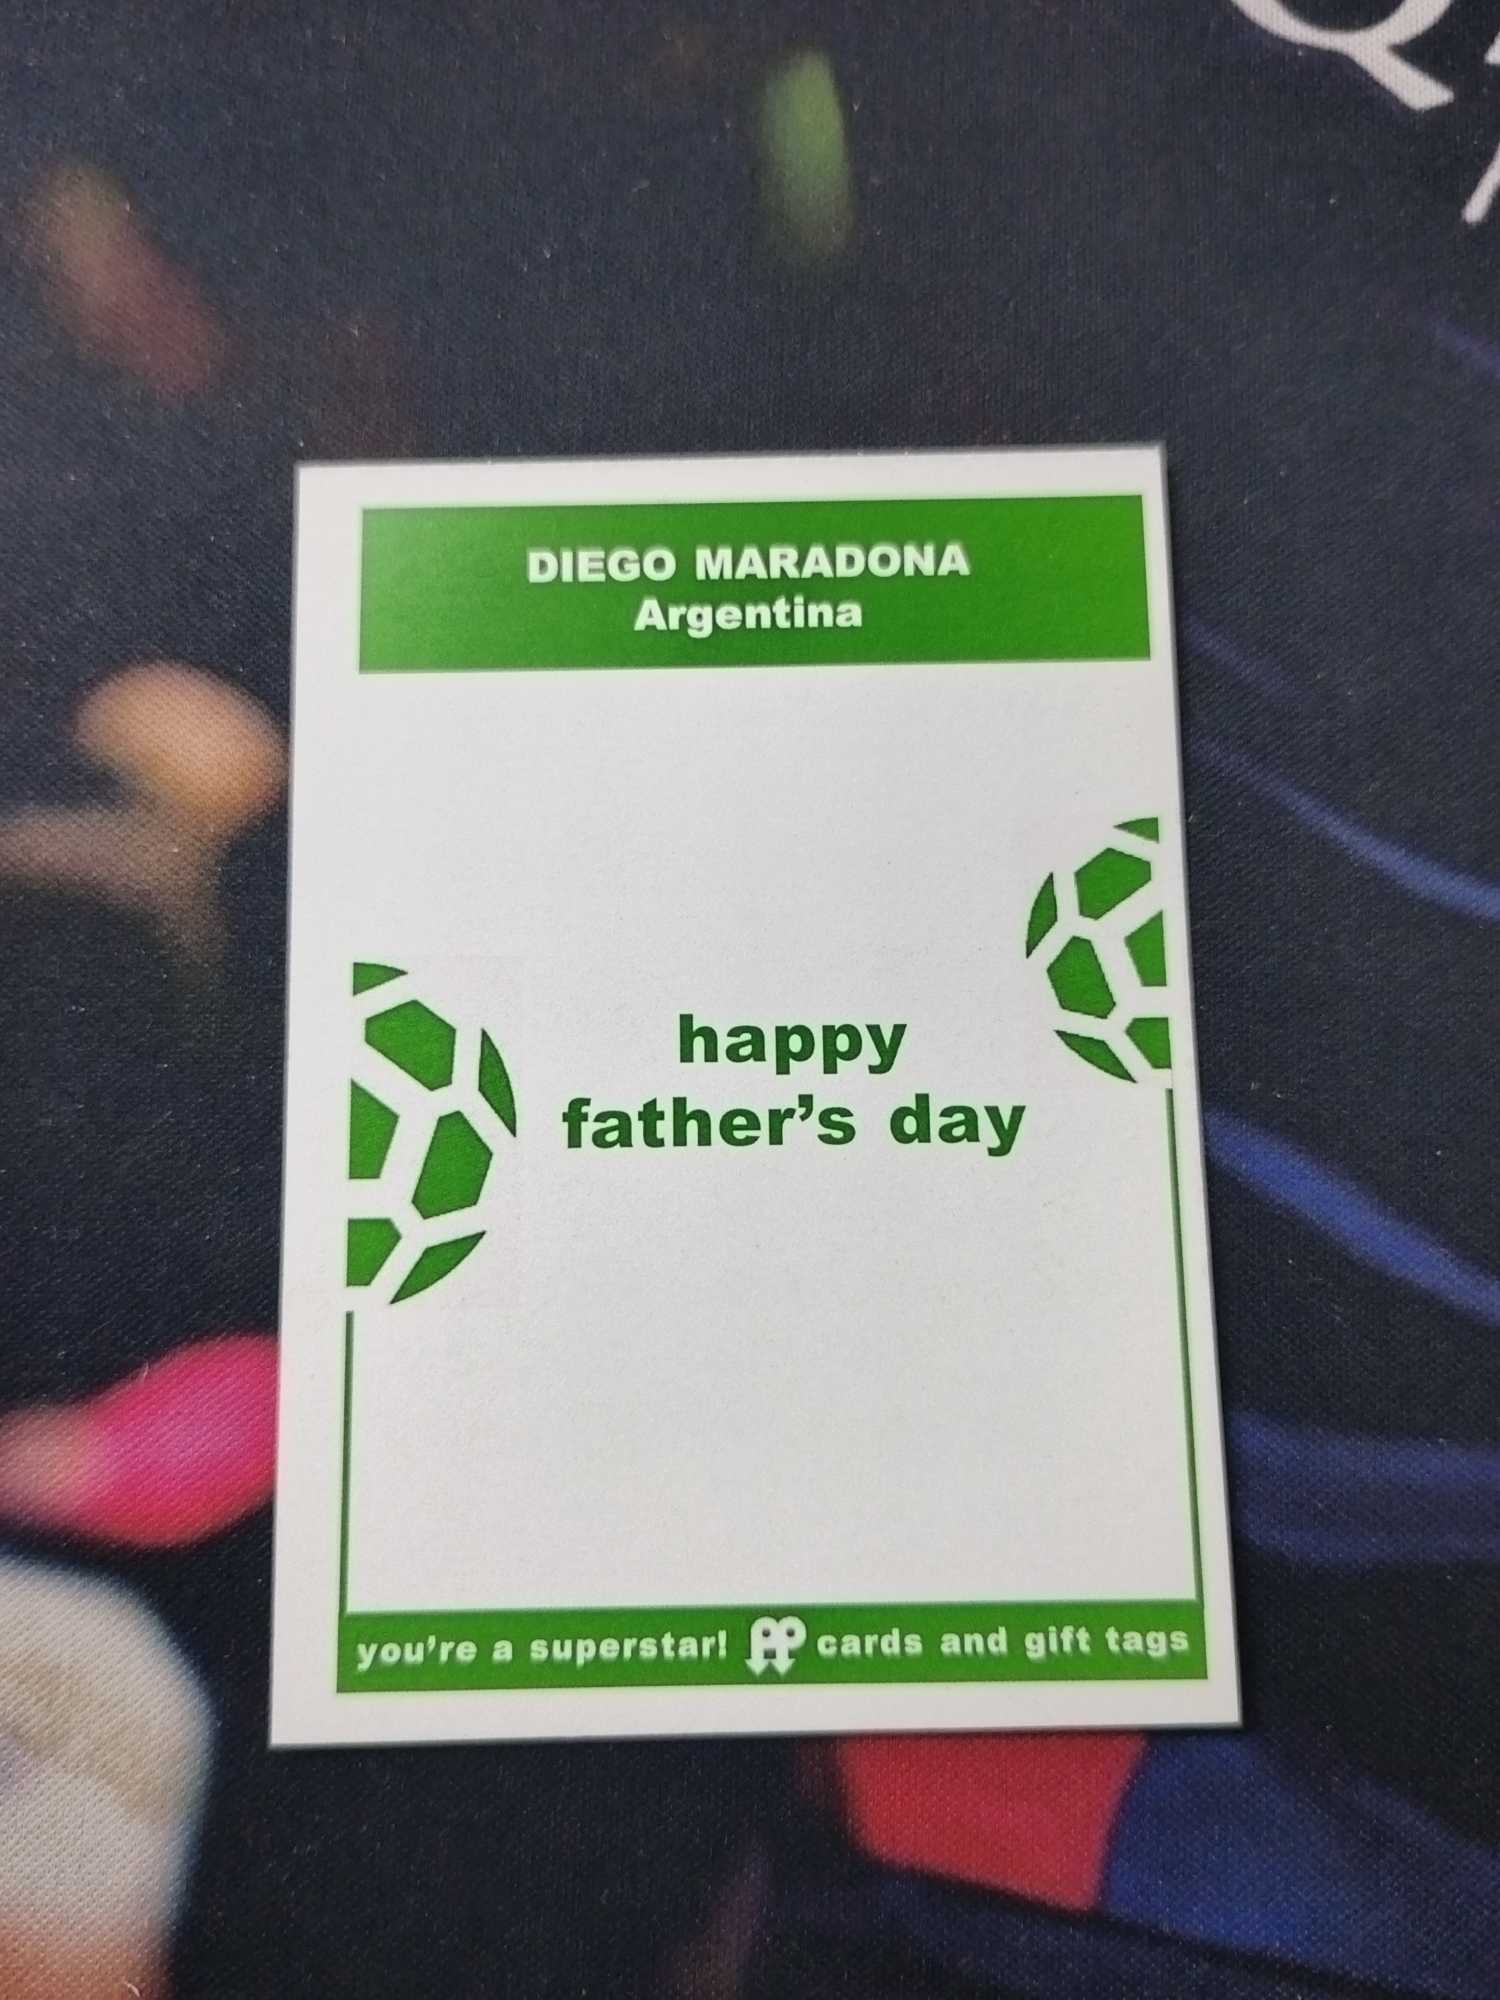 DIEGO MARADONA
Argentina
happy
father's day
you're a superstar! cards and gift tags